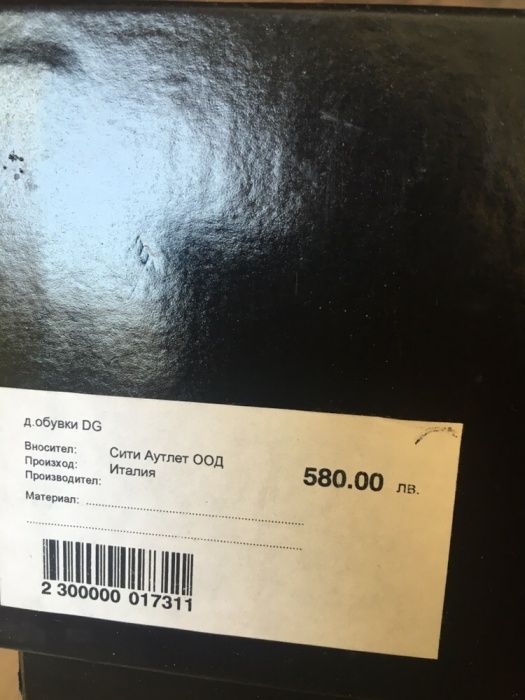 д.обувки DG
Вносител: Сити Аутлет ООД
Произход: Италия
Производител:
580.00 лв.
Материал: ........................................................
......................................................................
2 300000 017311